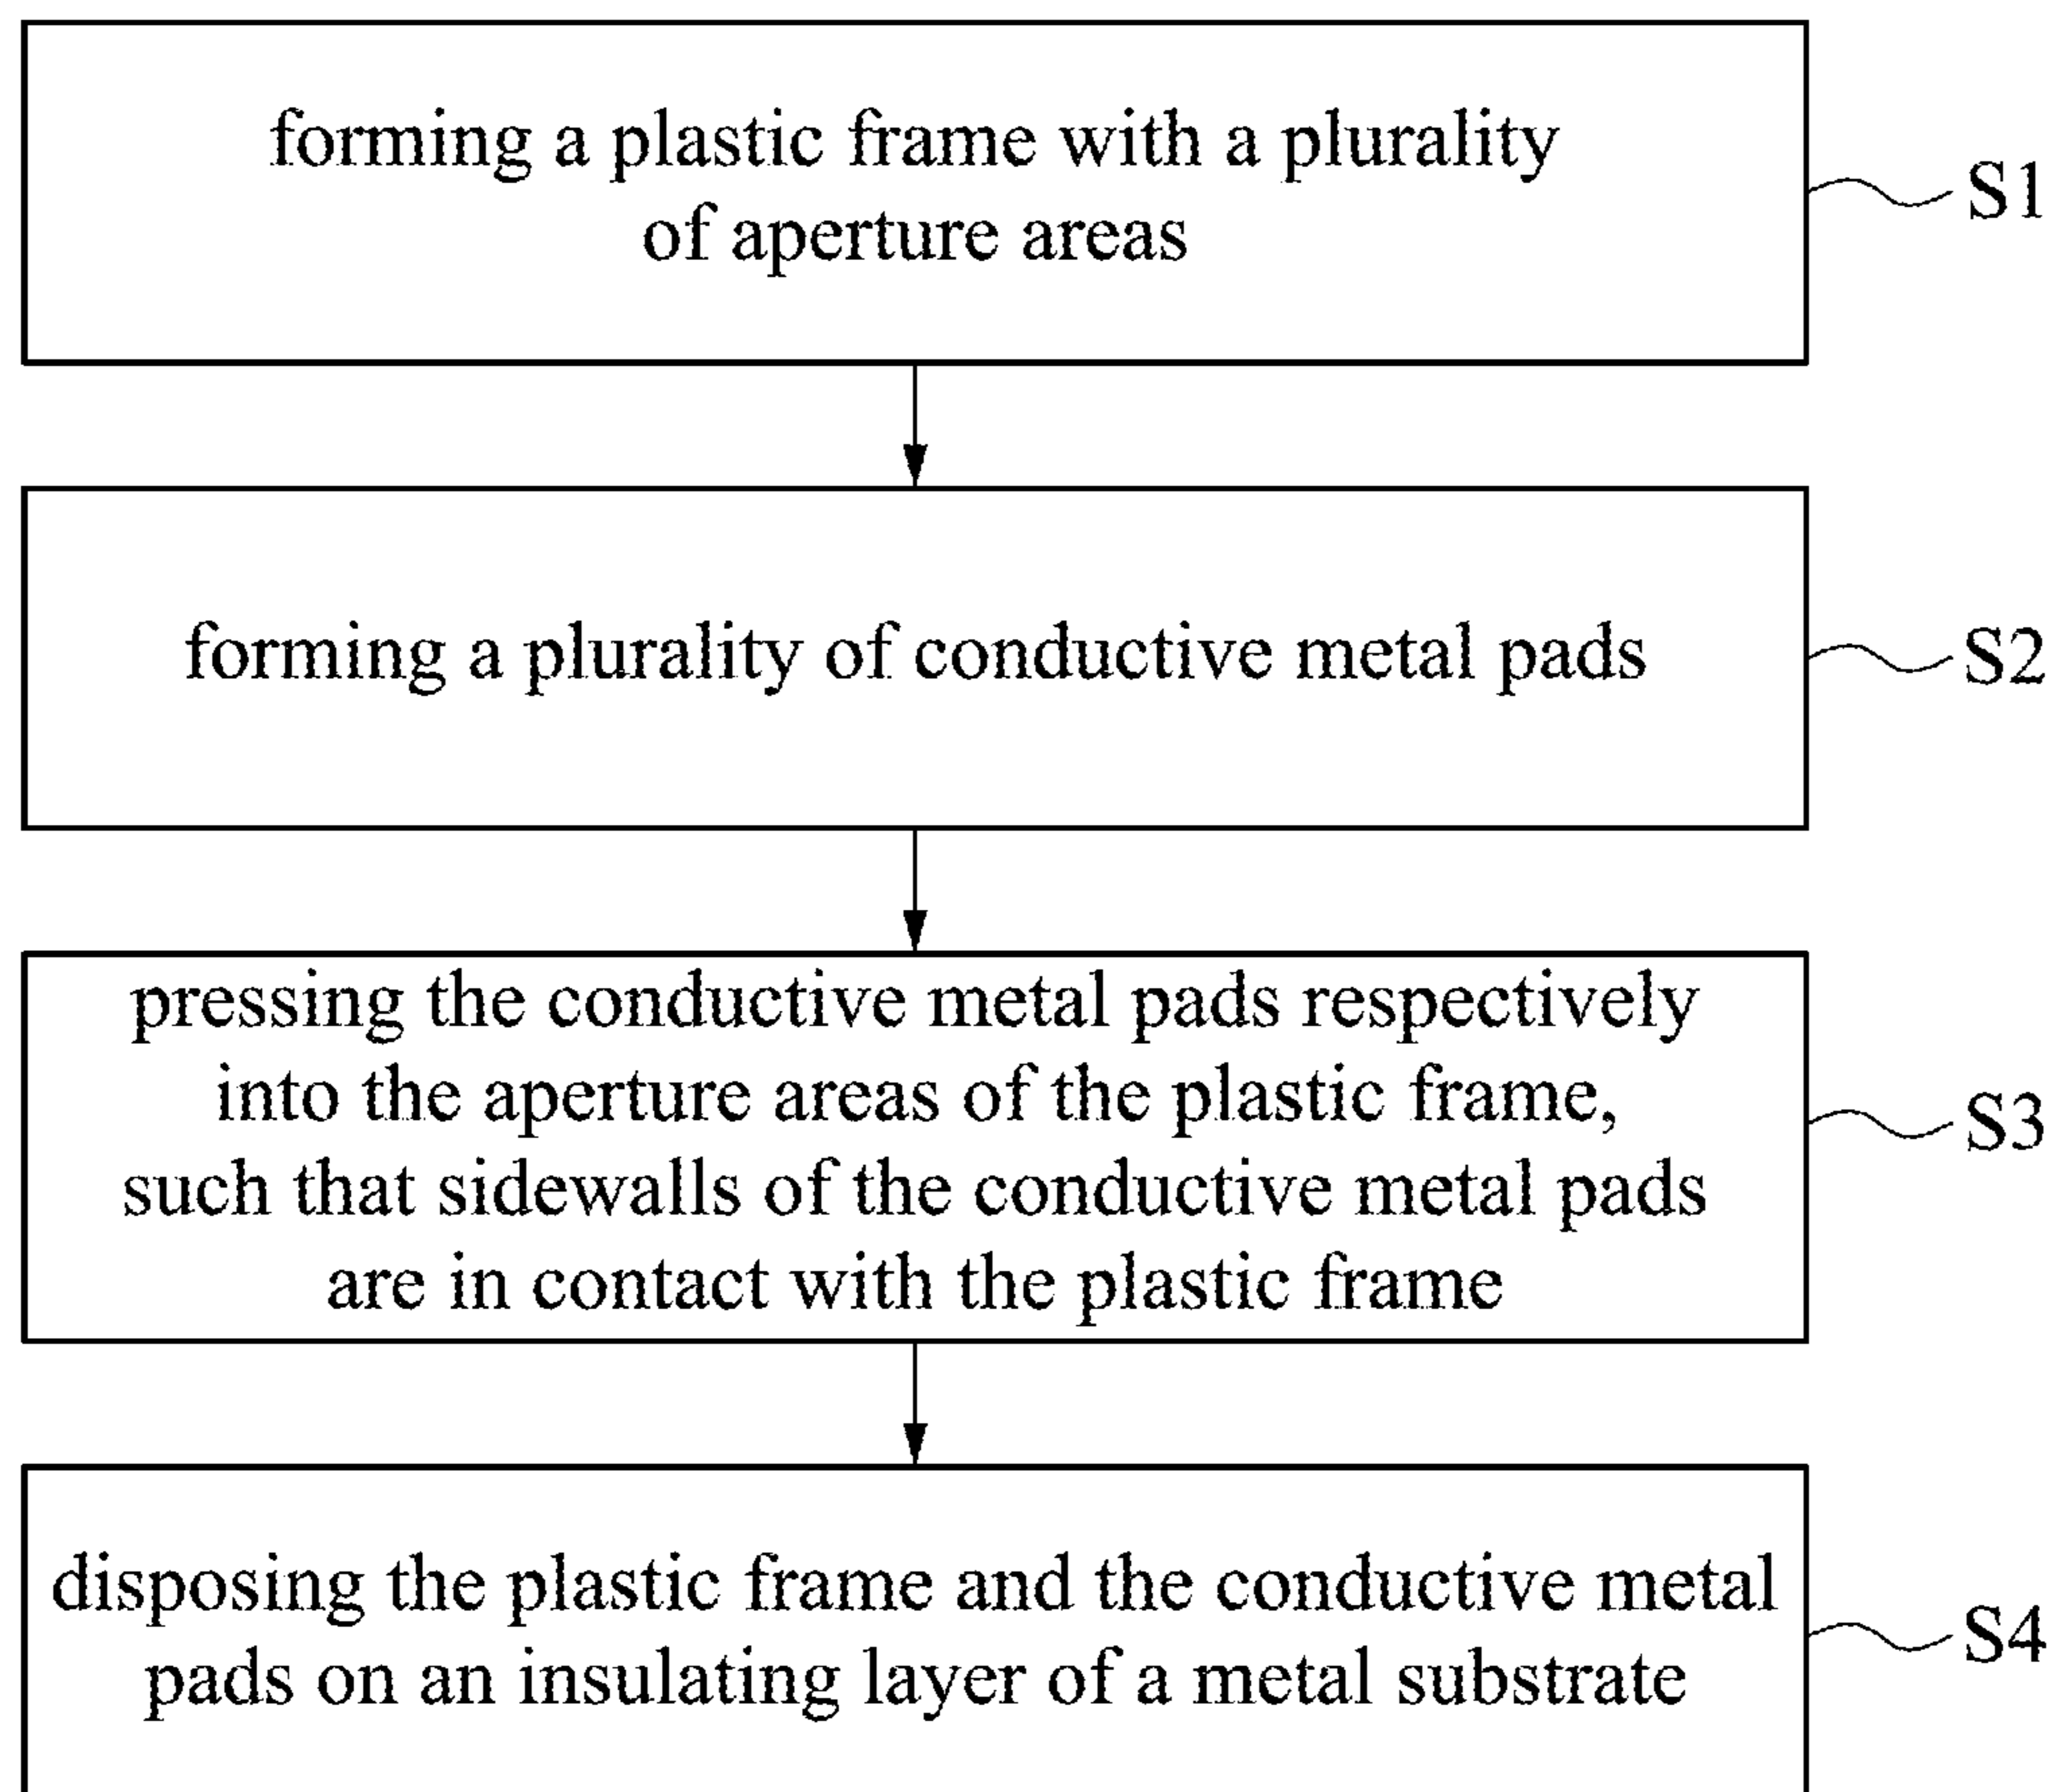 forming a plastic frame with a plurality
of aperture areas
S1
forming a plurality of conductive metal pads
S2
pressing the conductive metal pads respectively
into the aperture areas of the plastic frame,
such that sidewalls of the conductive metal pads
are in contact with the plastic frame
S3
disposing the plastic frame and the conductive metal
pads on an insulating layer of a metal substrate
S4